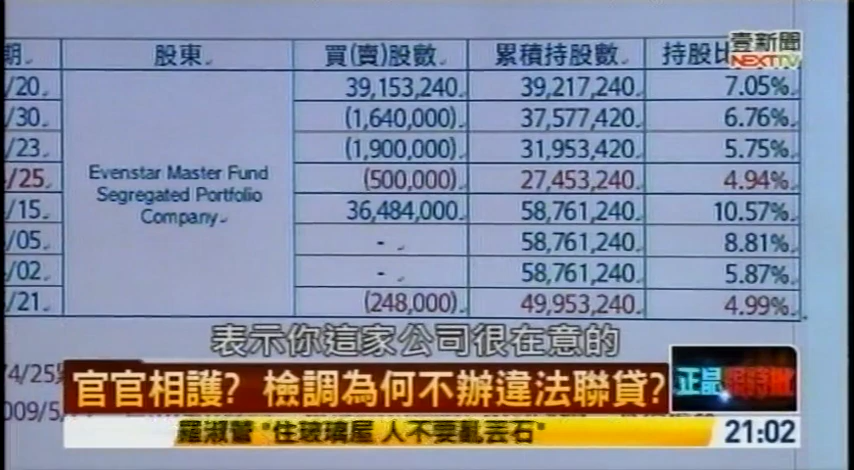 壹新聞
NEXTTV
期 股東 買(賣)股數 累積持股數 持股比
/20 39,153,240 39,217,240 7.05%
/30 (1,640,000) 37,577,420 6.76%
/23 (1,900,000) 31,953,420 5.75%
/25 (500,000) 27,453,240 4.94%
/15 36,484,000 58,761,240 10.57%
/05 - 58,761,240 8.81%
/02 - 58,761,240 5.87%
/21 (248,000) 49,953,240 4.99%
Evenstar Master Fund
Segregated Portfolio
Company
表示你這家公司很在意的
/4/25
官官相護? 檢調為何不辦違法聯貸?
正晶限時批
009/5/
羅淑蕾"住玻璃屋 人不要亂丟石"
21:02